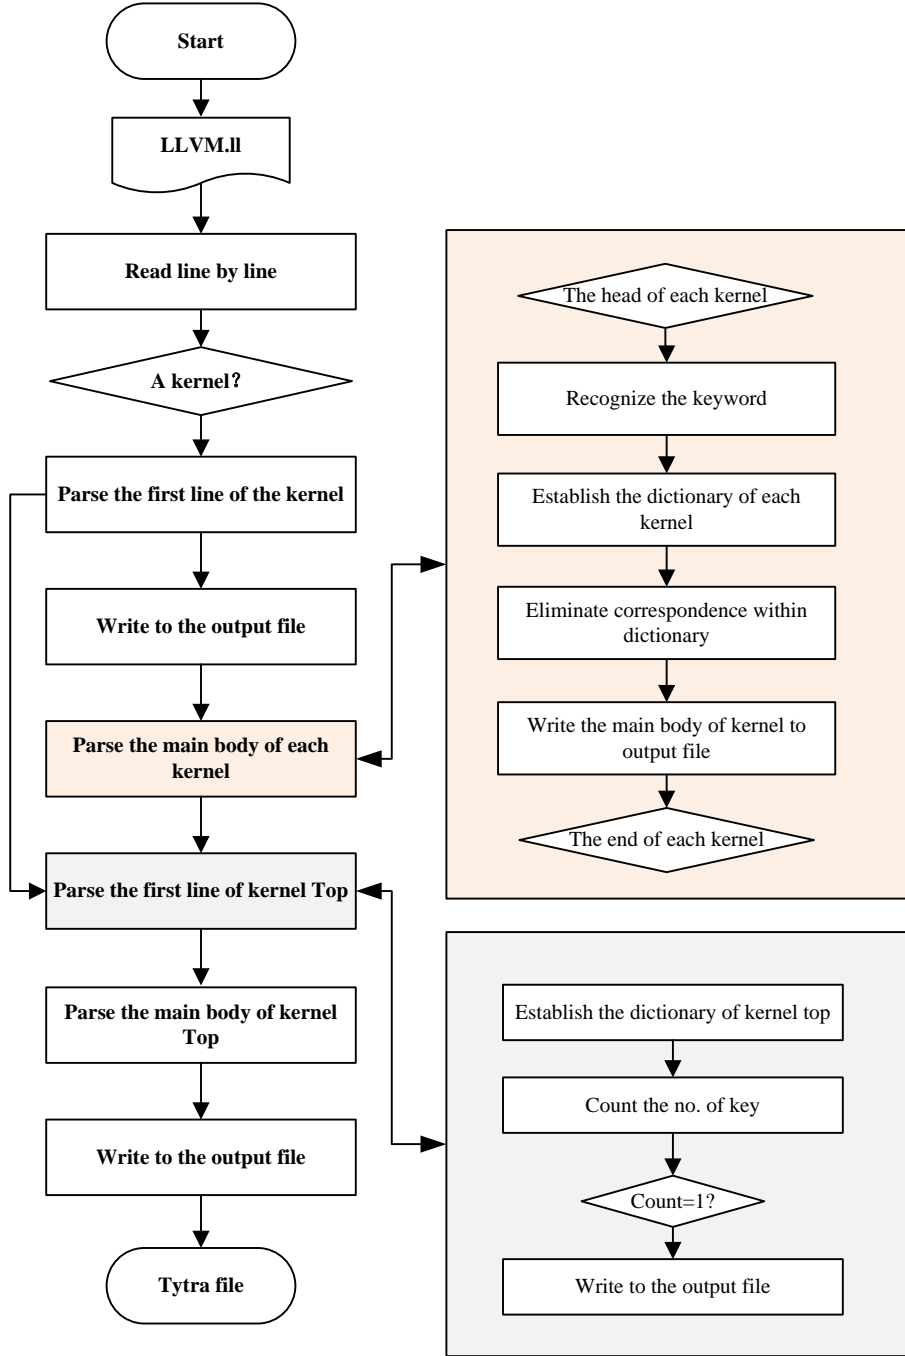 Start
LLVM.ll
Read line by line
A kernel？
Parse the first line of the kernel
Write to the output file
Parse the main body of each
kernel
Parse the first line of kernel Top
Parse the main body of kernel
Top
Write to the output file
Tytra file
The head of each kernel
Recognize the keyword
Establish the dictionary of each
kernel
Eliminate correspondence within
dictionary
Write the main body of kernel to
output file
The end of each kernel
Establish the dictionary of kernel top
Count the no. of key
Count=1?
Write to the output file